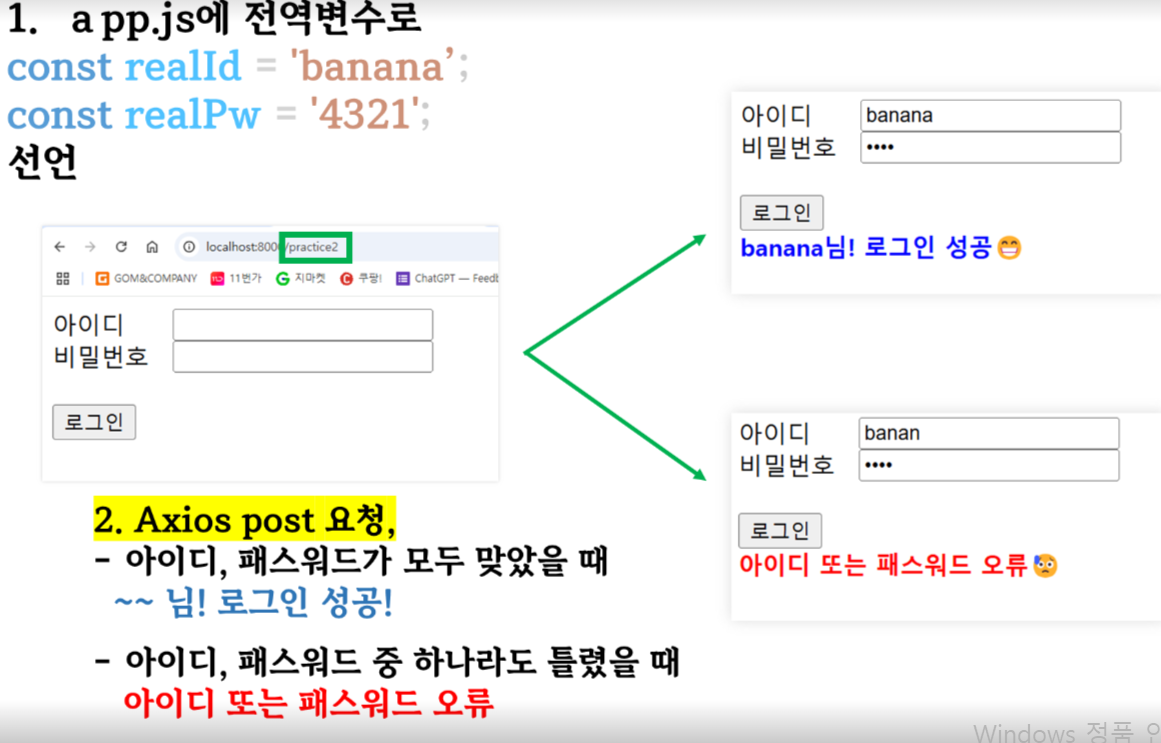 1. app.js에 전역변수로
const realId = 'banana';
const realPw = '4321';
선언
localhost:8000/practice2
GOM&COMPANY 11번가 지마켓 쿠팡! ChatGPT — Feedb
아이디
비밀번호
로그인
2. Axios post 요청,
- 아이디, 패스워드가 모두 맞았을 때
~~ 님! 로그인 성공!
- 아이디, 패스워드 중 하나라도 틀렸을 때
아이디 또는 패스워드 오류
아이디 banana
비밀번호 ••••
로그인
banana님! 로그인 성공😁
아이디 banan
비밀번호 ••••
로그인
아이디 또는 패스워드 오류😰
Windows 정품